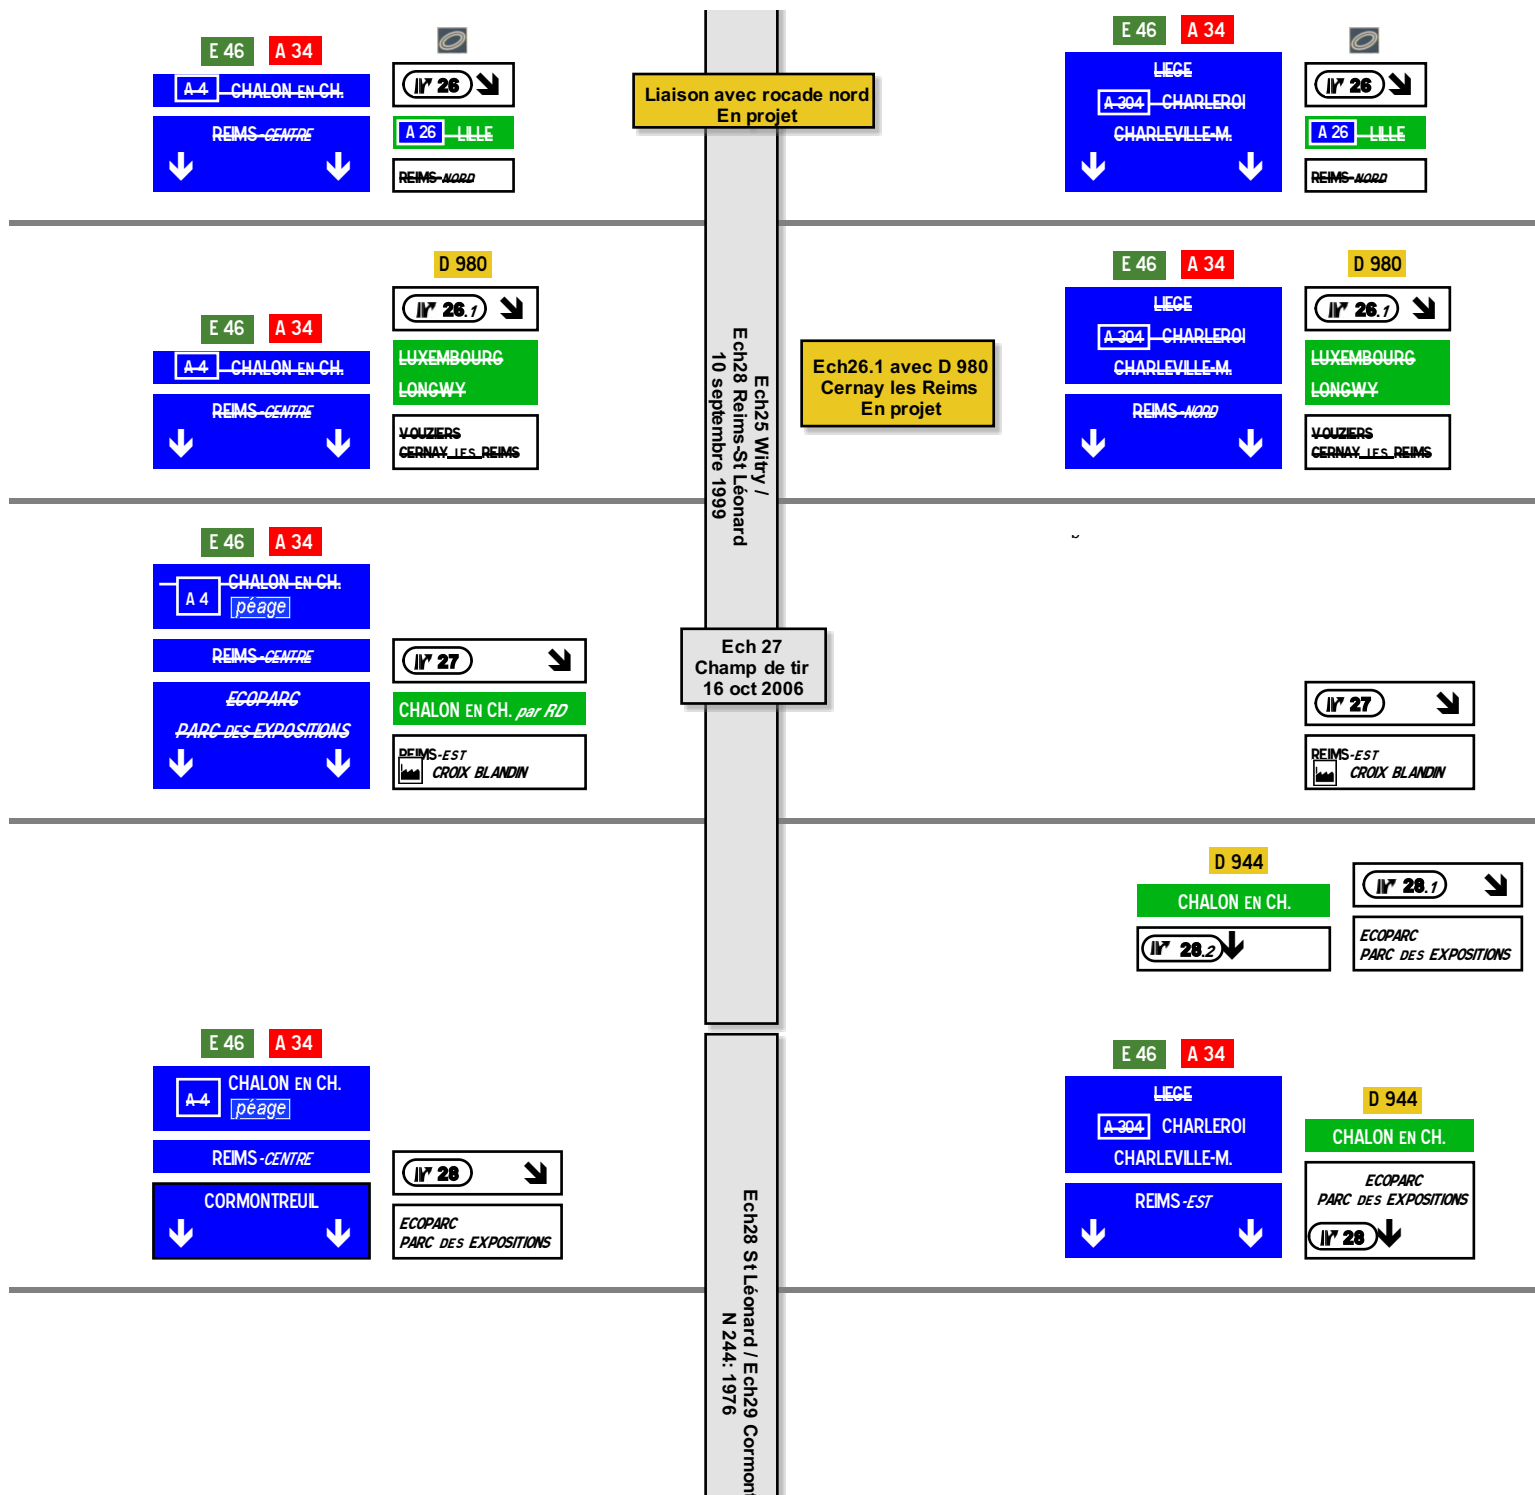 E 46 A 34
A 4 CHALON EN CH.
REIMS-CENTRE
26
A 26 LILLE
REIMS-NORD
Liaison avec rocade nord
En projet
E 46 A 34
LIEGE
A 304 CHARLEROI
CHARLEVILLE-M.
26
A 26 LILLE
REIMS-NORD
E 46 A 34
A 4 CHALON EN CH.
REIMS-CENTRE
D 980
26.1
LUXEMBOURG
LONGWY
VOUZIERS
CERNAY LES REIMS
Ech25 Witry /
Ech28 Reims-St Léonard
10 septembre 1999
Ech26.1 avec D 980
Cernay les Reims
En projet
E 46 A 34
LIEGE
A 304 CHARLEROI
CHARLEVILLE-M.
REIMS-NORD
D 980
26.1
LUXEMBOURG
LONGWY
VOUZIERS
CERNAY LES REIMS
E 46 A 34
A 4 CHALON EN CH.
péage
REIMS-CENTRE
ECOPARC
PARC DES EXPOSITIONS
27
CHALON EN CH. par RD
REIMS-EST
CROIX BLANDIN
Ech 27
Champ de tir
16 oct 2006
27
REIMS-EST
CROIX BLANDIN
D 944
CHALON EN CH.
28.2
28.1
ECOPARC
PARC DES EXPOSITIONS
E 46 A 34
A 4 CHALON EN CH.
péage
REIMS-CENTRE
CORMONTREUIL
28
ECOPARC
PARC DES EXPOSITIONS
Ech28 St Léonard / Ech29 Cormont
N 244: 1976
E 46 A 34
LIEGE
A 304 CHARLEROI
CHARLEVILLE-M.
REIMS-EST
D 944
CHALON EN CH.
ECOPARC
PARC DES EXPOSITIONS
28